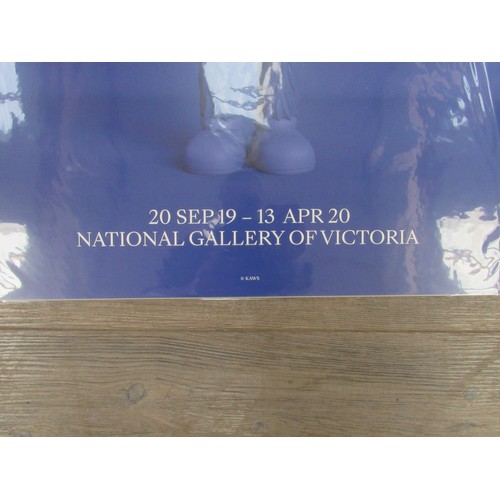 20 SEP 19 – 13 APR 20
NATIONAL GALLERY OF VICTORIA
© KAWS